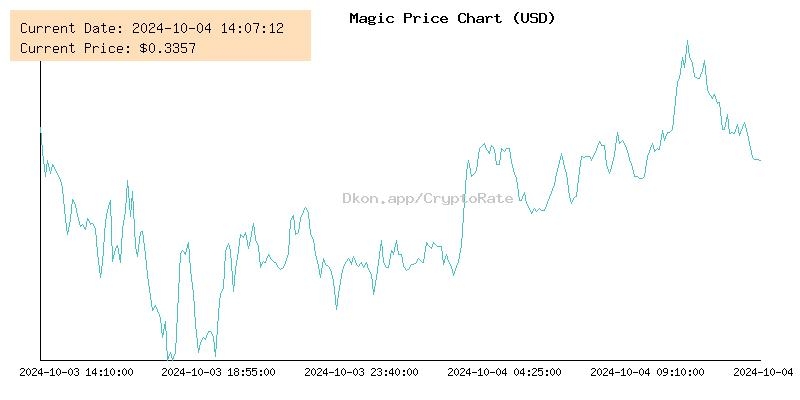 Magic Price Chart (USD)
Current Date: 2024-10-04 14:07:12
Current Price: $0.3357
Dkon.app/CryptoRate
2024-10-03 14:10:00 2024-10-03 18:55:00 2024-10-03 23:40:00 2024-10-04 04:25:00 2024-10-04 09:10:00 2024-10-04